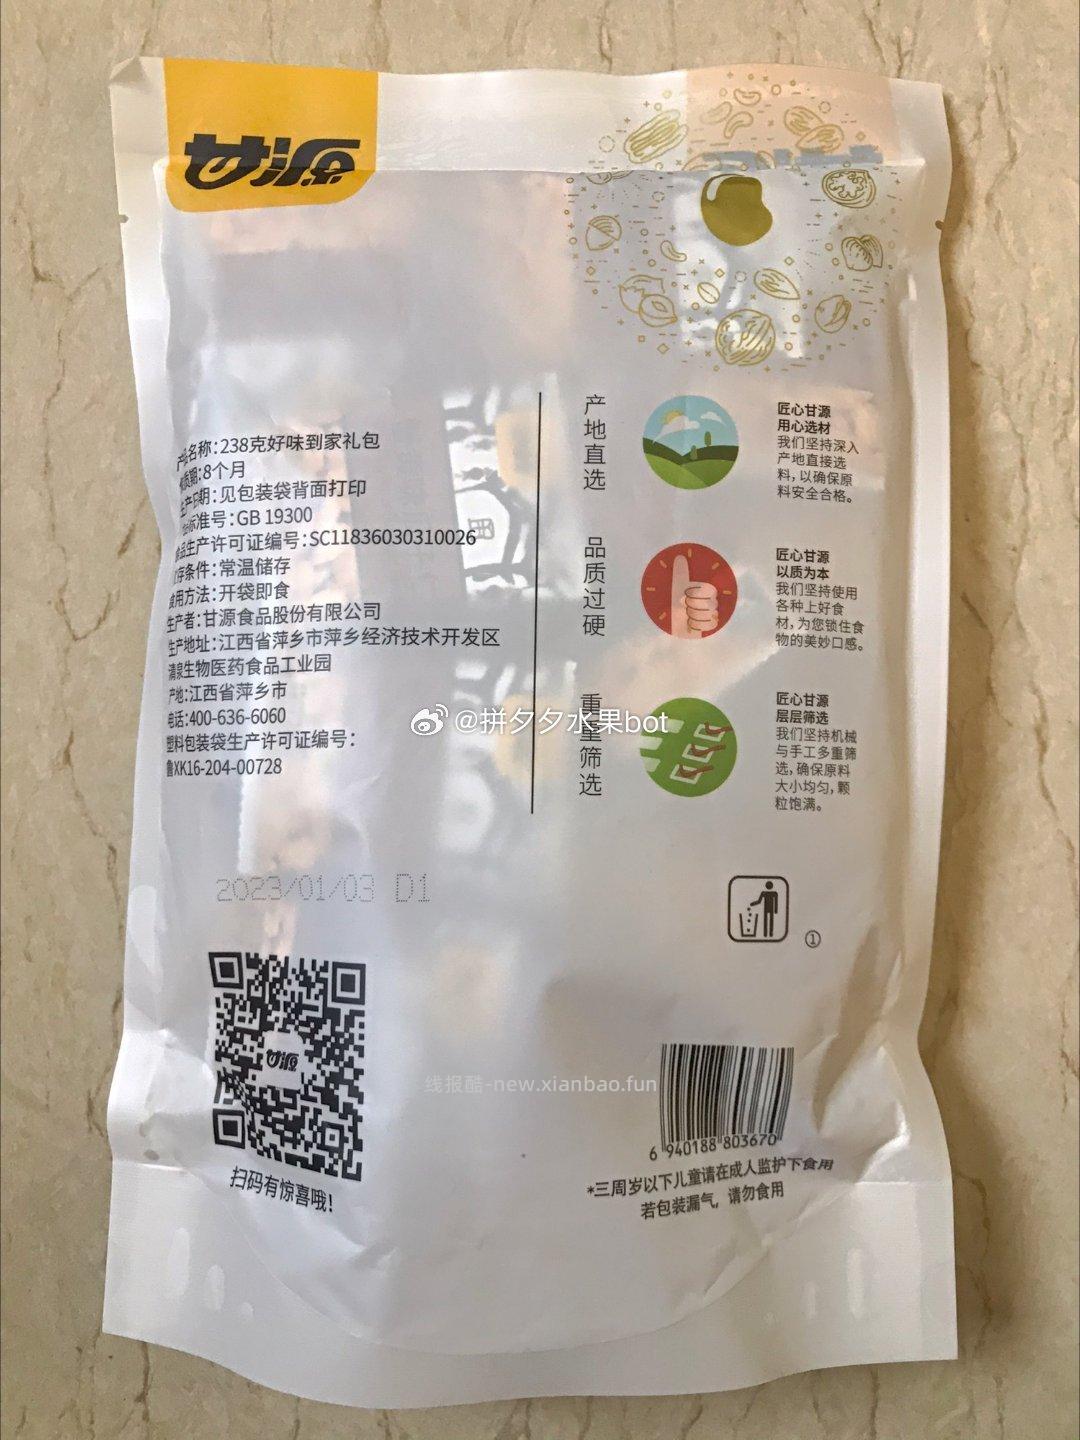 甘源
产品名称：238克好味到家礼包
保质期：8个月
生产日期：见包装袋背面打印
标准号：GB 19300
食品生产许可证编号：SC11836030310026
贮存条件：常温储存
食用方法：开袋即食
生产者：甘源食品股份有限公司
生产地址：江西省萍乡市萍乡经济技术开发区
清泉生物医药食品工业园
产地：江西省萍乡市
电话：400-636-6060
塑料包装袋生产许可证编号：
鲁XK16-204-00728
2023/01/03 D1
甘源
扫码有惊喜哦！
产地直选
匠心甘源
用心选材
我们坚持深入
产地直接选
料，以确保原
料安全合格。
品质过硬
匠心甘源
以质为本
我们坚持使用
各种上好食
材，为您锁住食
物的美妙口感。
重重筛选
匠心甘源
层层筛选
我们坚持机械
与手工多重筛
选，确保原料
大小均匀，颗
粒饱满。
@拼夕夕水果bot
①
线报酷-new.xianbao.fun
6 940188 803670
*三周岁以下儿童请在成人监护下食用
若包装漏气，请勿食用